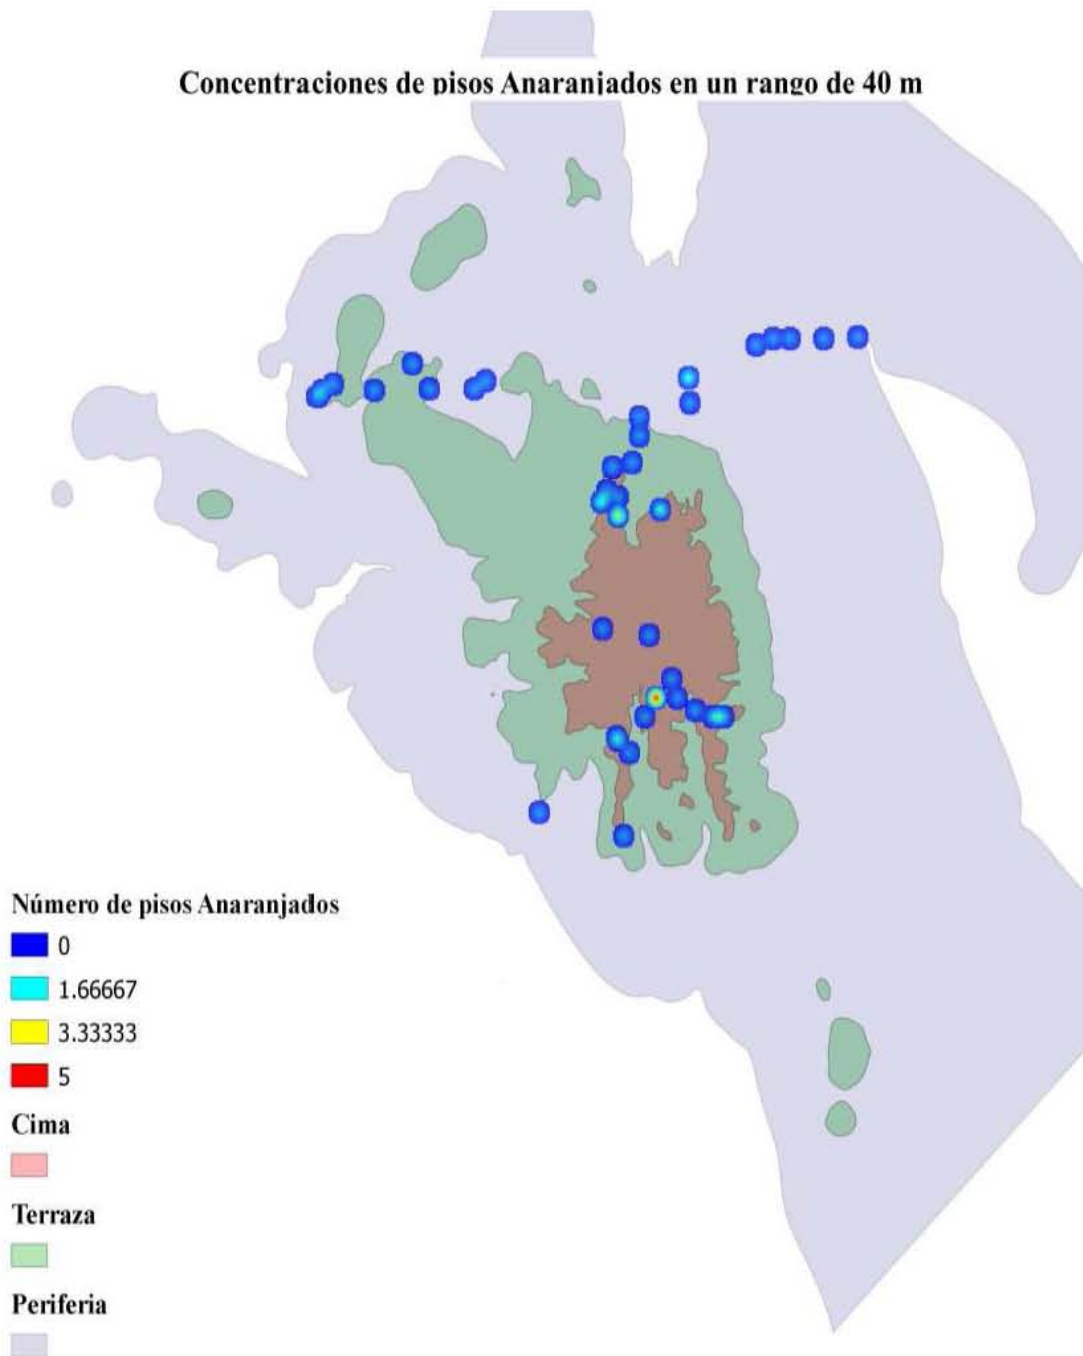 Concentraciones de pisos Anaranjados en un rango de 40 m
Número de pisos Anaranjados
0
1.66667
3.33333
5
Cima
Terraza
Periferia